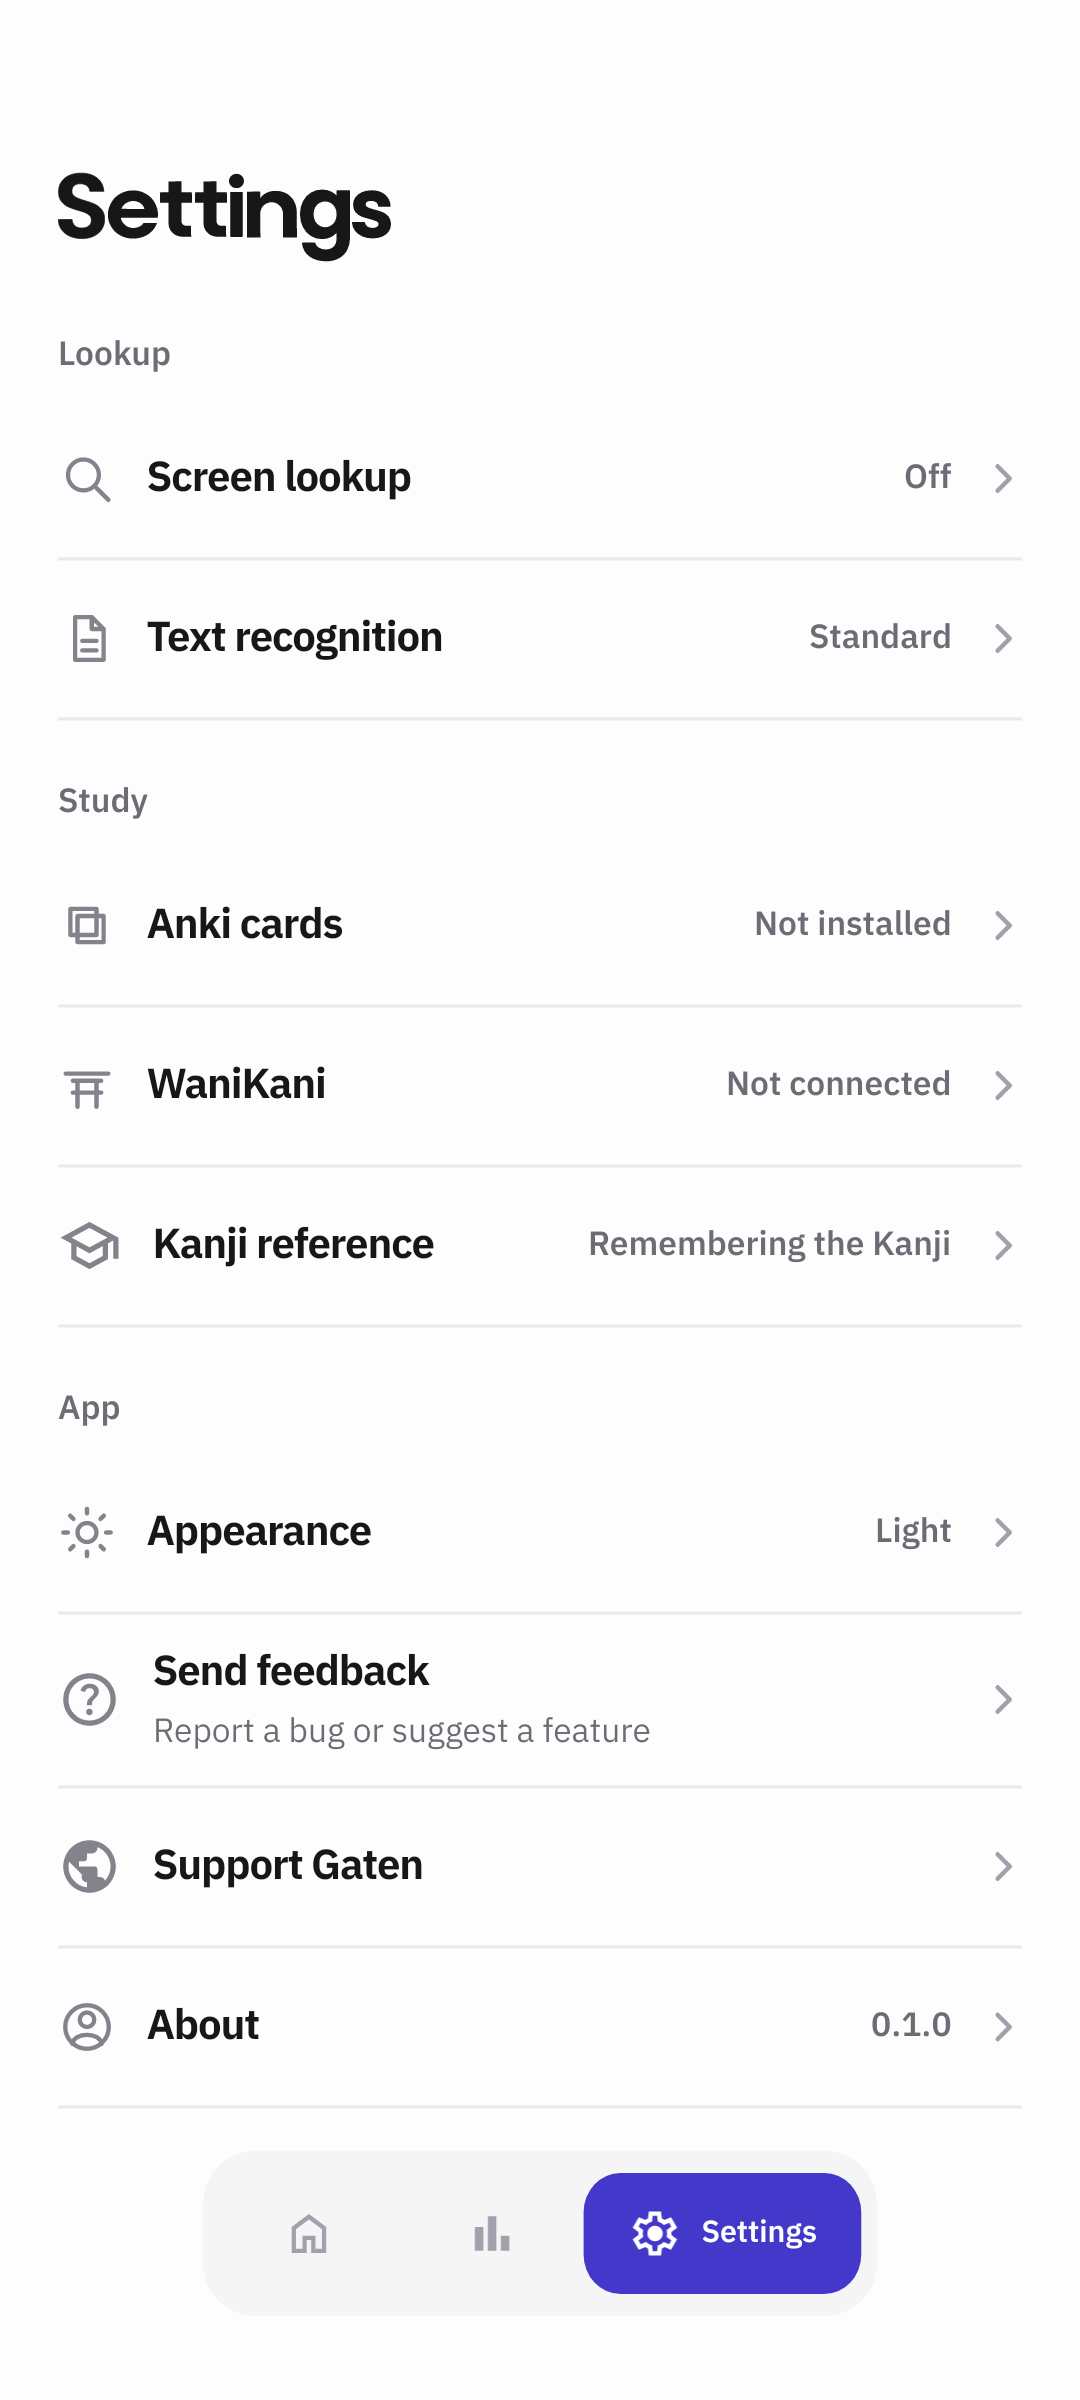 Settings
Lookup
Screen lookup Off
Text recognition Standard
Study
Anki cards Not installed
WaniKani Not connected
Kanji reference Remembering the Kanji
App
Appearance Light
Send feedback
Report a bug or suggest a feature
Support Gaten
About 0.1.0
Settings